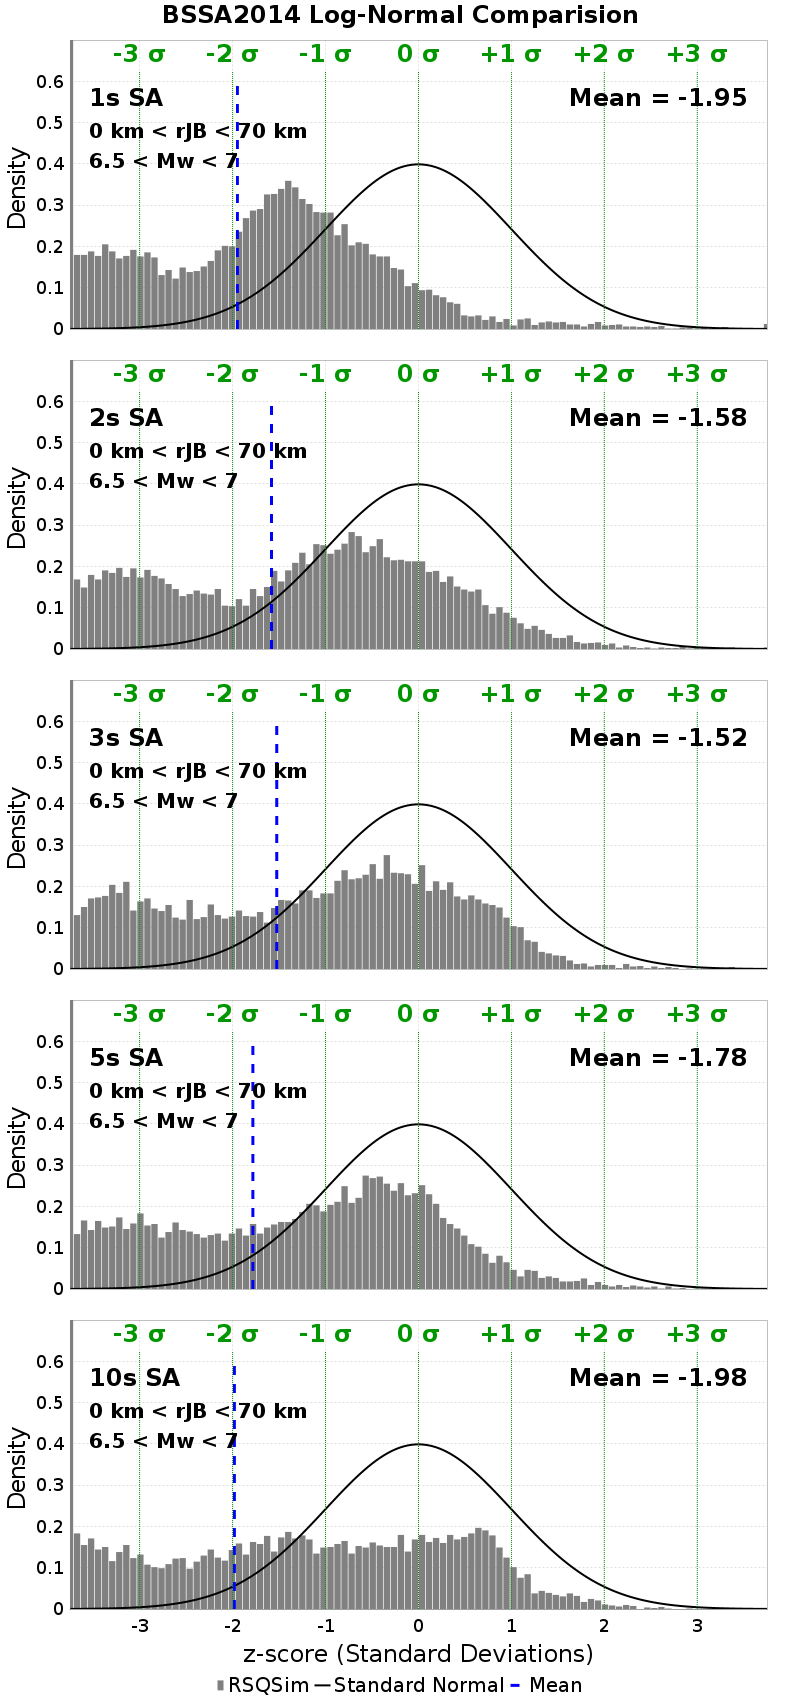 BSSA2014 Log-Normal Comparision
-3 σ -2 σ -1 σ 0 σ +1 σ +2 σ +3 σ
0.6
1s SA Mean = -1.95
0.5
0 km < rJB < 70 km
6.5 < Mw < 7
0.4
0.3
0.2
0.1
0
Density
-3 σ -2 σ -1 σ 0 σ +1 σ +2 σ +3 σ
0.6
2s SA Mean = -1.58
0.5
0 km < rJB < 70 km
6.5 < Mw < 7
0.4
0.3
0.2
0.1
0
Density
-3 σ -2 σ -1 σ 0 σ +1 σ +2 σ +3 σ
0.6
3s SA Mean = -1.52
0.5
0 km < rJB < 70 km
6.5 < Mw < 7
0.4
0.3
0.2
0.1
0
Density
-3 σ -2 σ -1 σ 0 σ +1 σ +2 σ +3 σ
0.6
5s SA Mean = -1.78
0.5
0 km < rJB < 70 km
6.5 < Mw < 7
0.4
0.3
0.2
0.1
0
Density
-3 σ -2 σ -1 σ 0 σ +1 σ +2 σ +3 σ
0.6
10s SA Mean = -1.98
0.5
0 km < rJB < 70 km
6.5 < Mw < 7
0.4
0.3
0.2
0.1
0
Density
-3 -2 -1 0 1 2 3
z-score (Standard Deviations)
RSQSim Standard Normal Mean